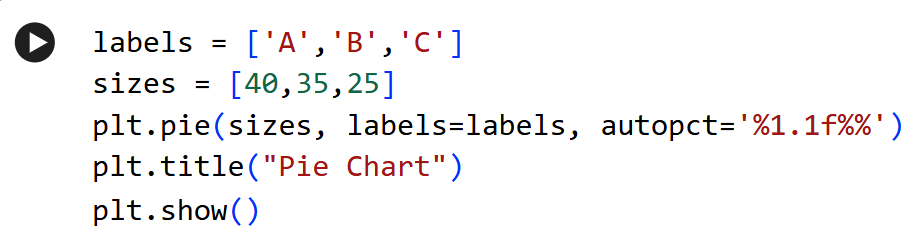 labels = ['A','B','C']
sizes = [40,35,25]
plt.pie(sizes, labels=labels, autopct='%1.1f%%')
plt.title("Pie Chart")
plt.show()